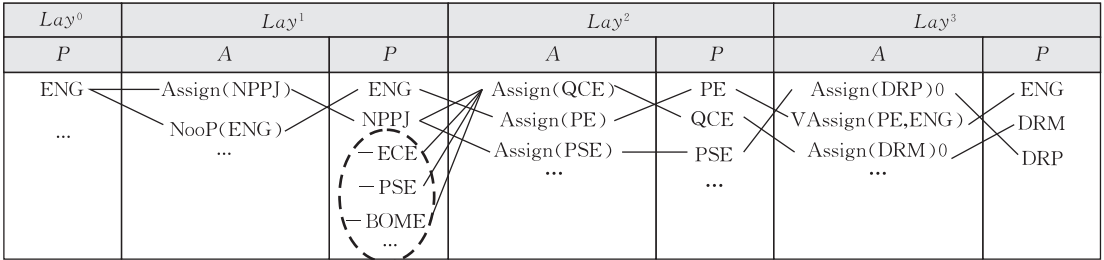 Lay⁰ Lay¹ Lay² Lay³
P A P A P A P
ENG Assign(NPPJ) ENG Assign(QCE) PE Assign(DRP)0 ENG
... NooP(ENG) NPPJ Assign(PE) QCE VAssign(PE,ENG) DRM
... —ECE Assign(PSE) PSE Assign(DRM)0 DRP
—PSE ... ... ...
—BOME
...